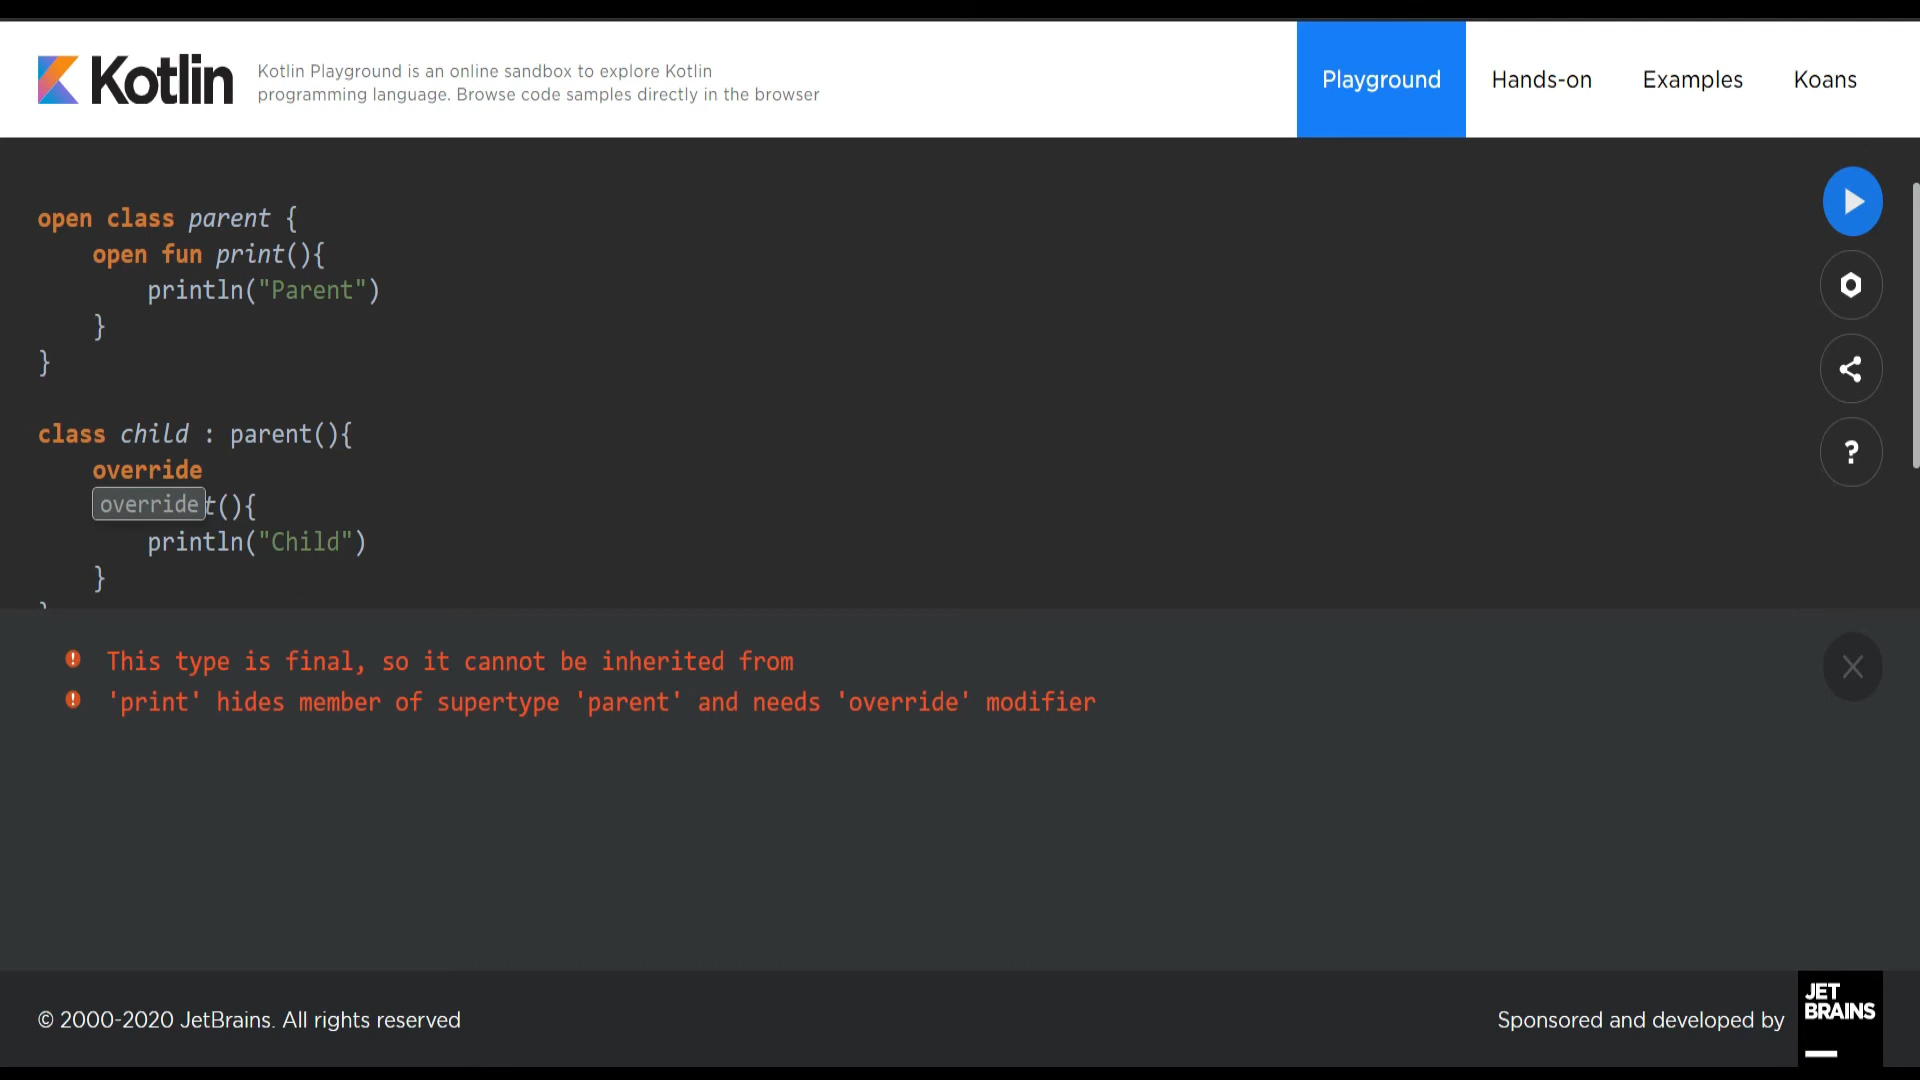 Kotlin
Kotlin Playground is an online sandbox to explore Kotlin
programming language. Browse code samples directly in the browser
Playground
Hands-on
Examples
Koans
open class parent {
open fun print(){
println("Parent")
}
}
class child : parent(){
override
override
t(){
println("Child")
}
?
This type is final, so it cannot be inherited from
'print' hides member of supertype 'parent' and needs 'override' modifier
© 2000-2020 JetBrains. All rights reserved
Sponsored and developed by
JET
BRAINS